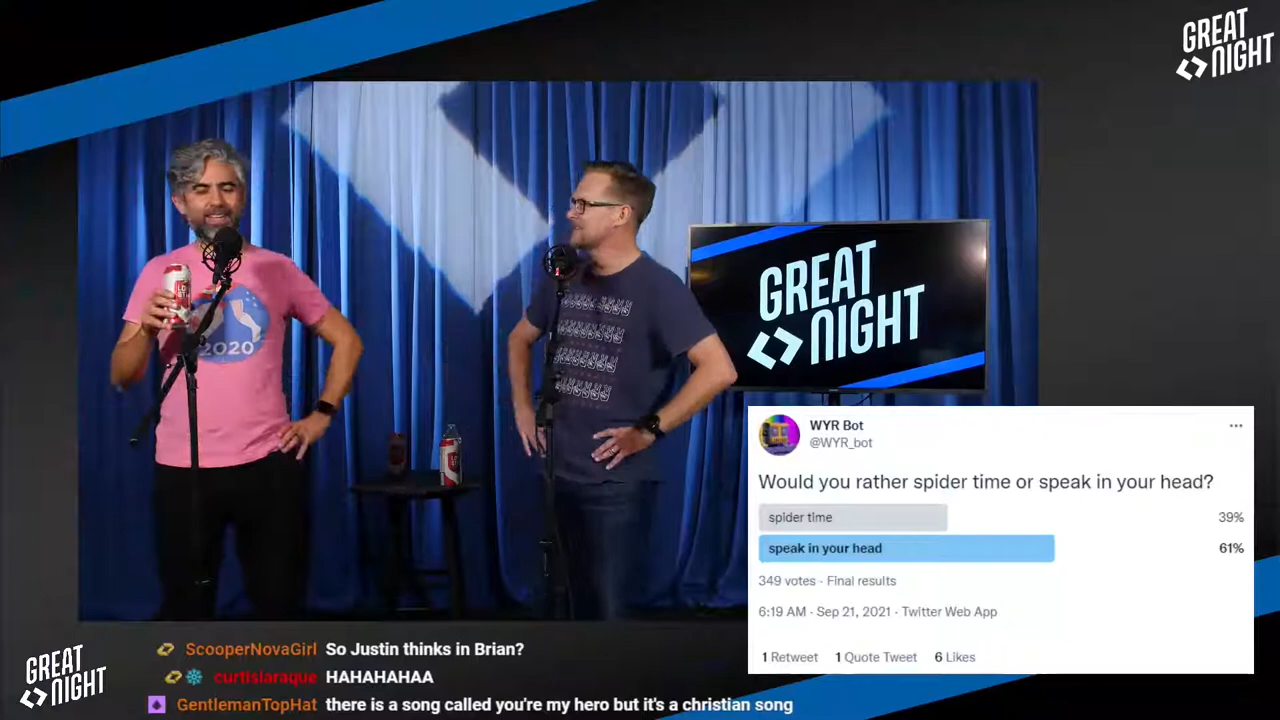 GREAT
NIGHT
GREAT
NIGHT
2020
WYR Bot
@WYR_bot
Would you rather spider time or speak in your head?
spider time 39%
speak in your head 61%
349 votes · Final results
6:19 AM · Sep 21, 2021 · Twitter Web App
1 Retweet 1 Quote Tweet 6 Likes
ScooperNovaGirl So Justin thinks in Brian?
curtislaraque HAHAHAHAA
GentlemanTopHat there is a song called you're my hero but it's a christian song
GREAT
NIGHT